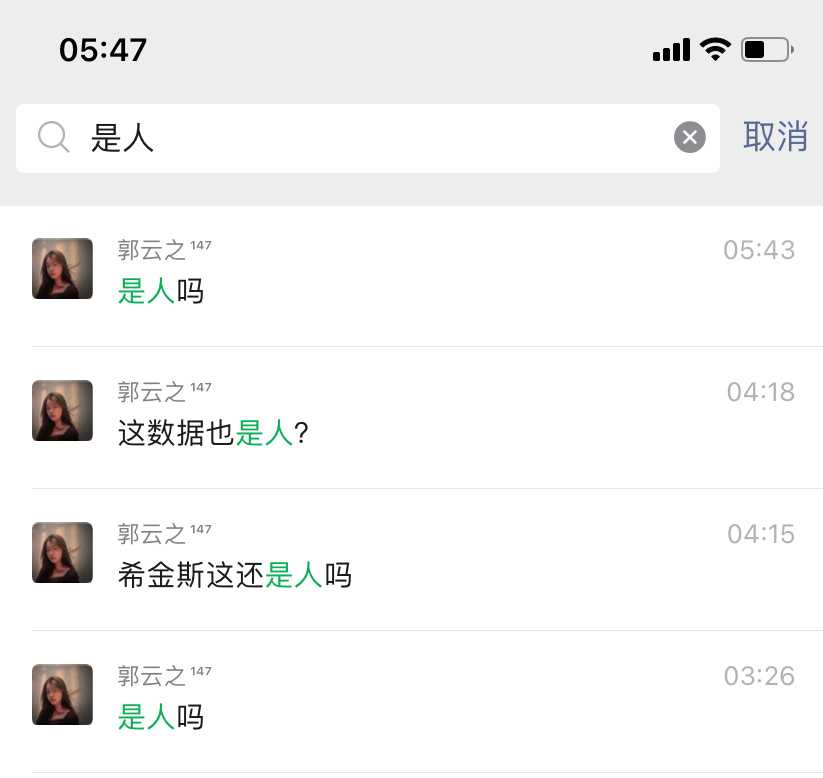 05:47
是人
取消
郭云之 ¹⁴⁷
05:43
是人吗
郭云之 ¹⁴⁷
04:18
这数据也是人?
郭云之 ¹⁴⁷
04:15
希金斯这还是人吗
郭云之 ¹⁴⁷
03:26
是人吗